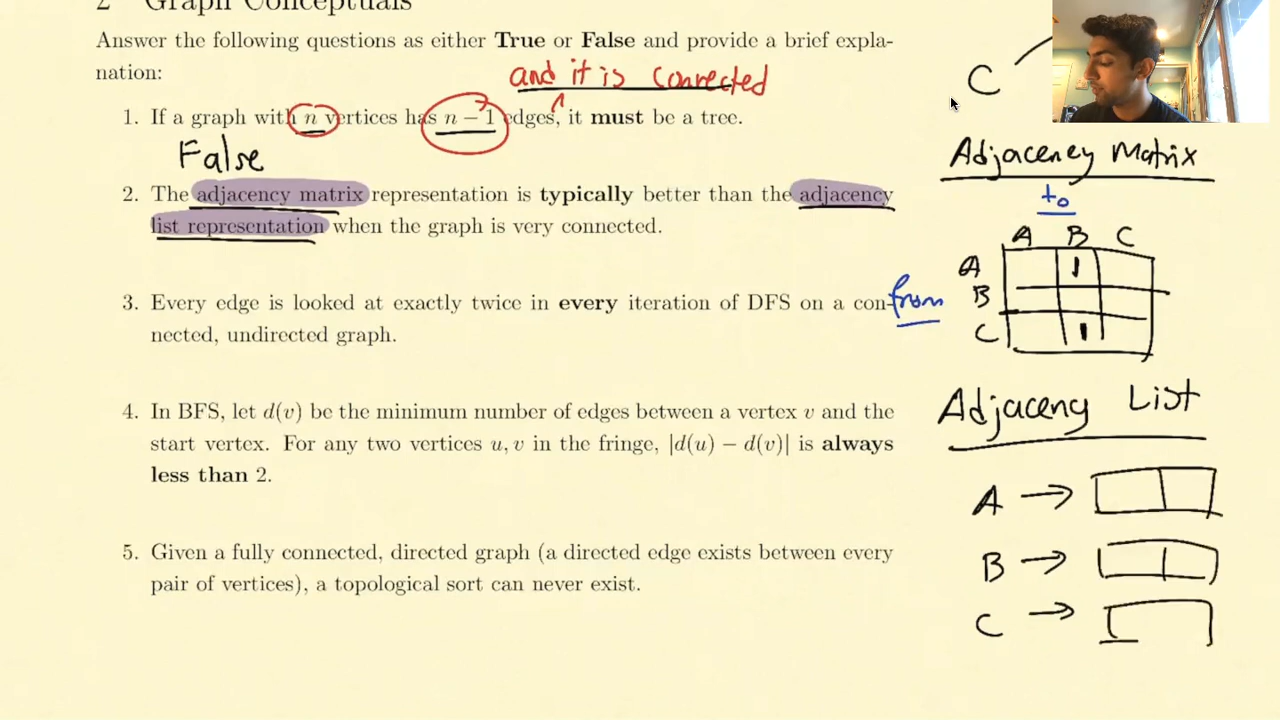 2 Graph Conceptuals
Answer the following questions as either True or False and provide a brief expla-
nation:
and it is connected
1. If a graph with n vertices has n − 1 edges, it must be a tree.
False
2. The adjacency matrix representation is typically better than the adjacency
list representation when the graph is very connected.
3. Every edge is looked at exactly twice in every iteration of DFS on a con-
nected, undirected graph.
4. In BFS, let d(v) be the minimum number of edges between a vertex v and the
start vertex. For any two vertices u, v in the fringe, |d(u) − d(v)| is always
less than 2.
5. Given a fully connected, directed graph (a directed edge exists between every
pair of vertices), a topological sort can never exist.
C
Adjacency Matrix
to
A B C
A 1
B
from
C 1
Adjaceny List
A →
B →
C →